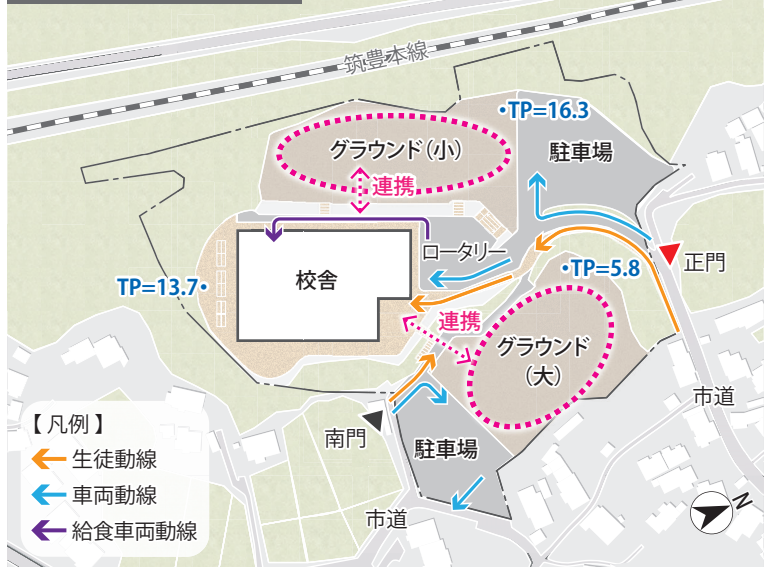 筑豊本線
・TP=16.3
グラウンド（小）
駐車場
連携
ロータリー
正門
校舎
・TP=5.8
TP=13.7・
連携
グラウンド
（大）
市道
【凡例】
生徒動線
車両動線
給食車両動線
南門
駐車場
市道
N